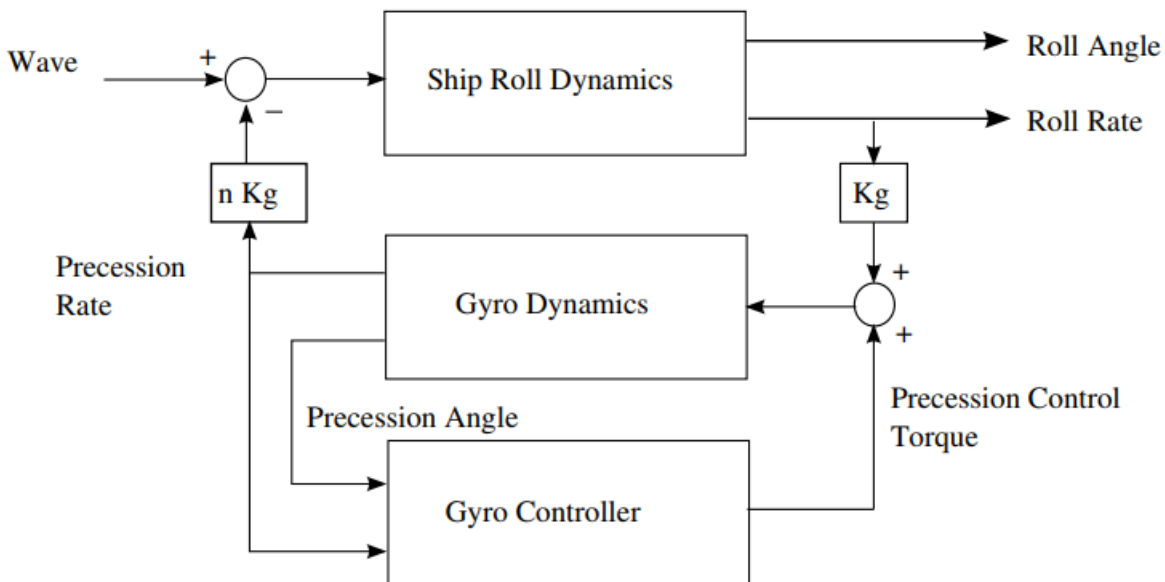 Wave
+
−
Ship Roll Dynamics
Roll Angle
Roll Rate
n Kg
Kg
Precession
Rate
Gyro Dynamics
+
+
Precession Angle
Precession Control
Torque
Gyro Controller